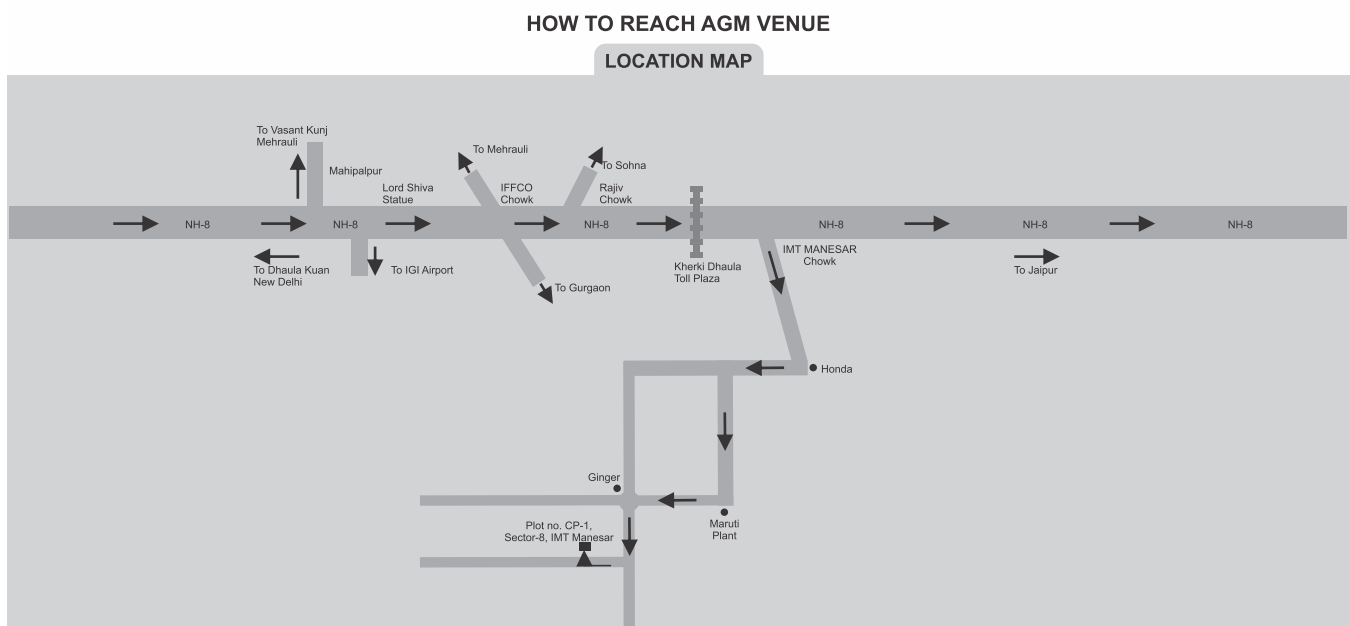 HOW TO REACH AGM VENUE
LOCATION MAP
To Vasant Kunj
Mehrauli
Mahipalpur
Lord Shiva
Statue
To Mehrauli
IFFCO
Chowk
To Sohna
Rajiv
Chowk
NH-8
NH-8
NH-8
NH-8
NH-8
NH-8
To Dhaula Kuan
New Delhi
To IGI Airport
To Gurgaon
Kherki Dhaula
Toll Plaza
IMT MANESAR
Chowk
To Jaipur
Honda
Ginger
Maruti
Plant
Plot no. CP-1,
Sector-8, IMT Manesar